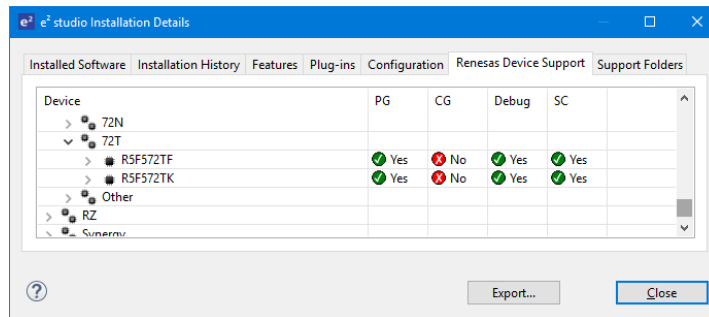 e² e² studio Installation Details
Installed Software Installation History Features Plug-ins Configuration Renesas Device Support Support Folders
Device PG CG Debug SC
72N
72T
R5F572TF Yes No Yes Yes
R5F572TK Yes No Yes Yes
Other
RZ
Synergy
? Export... Close